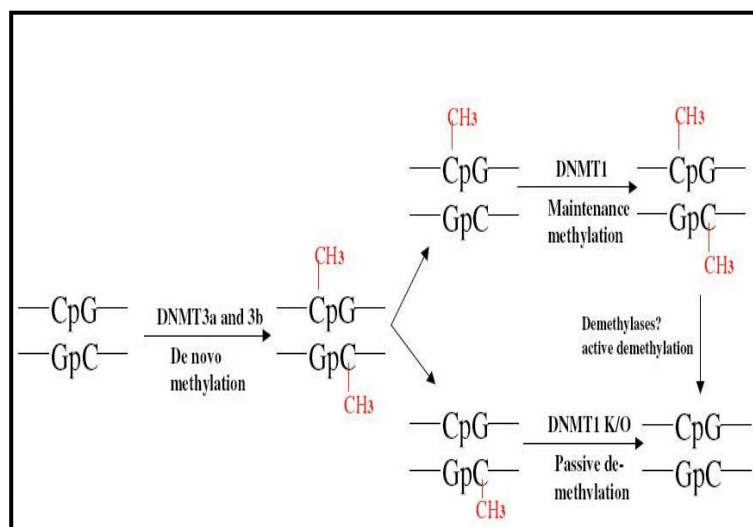 CH3
CpG
GpC
DNMT1
Maintenance
methylation
CH3
CpG
GpC
CH3
CpG
GpC
DNMT3a and 3b
De novo
methylation
CH3
CpG
GpC
CH3
Demethylases?
active demethylation
CpG
GpC
CH3
DNMT1 K/O
Passive de-
methylation
CpG
GpC